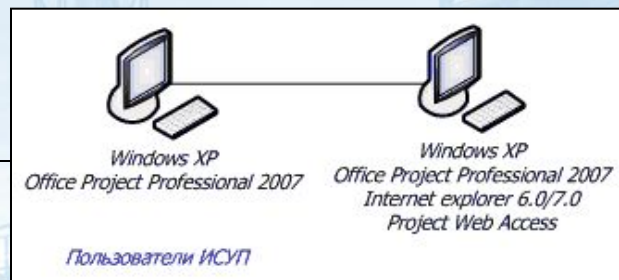 Windows XP
Office Project Professional 2007
Windows XP
Office Project Professional 2007
Internet explorer 6.0/7.0
Project Web Access
Пользователи ИСУП